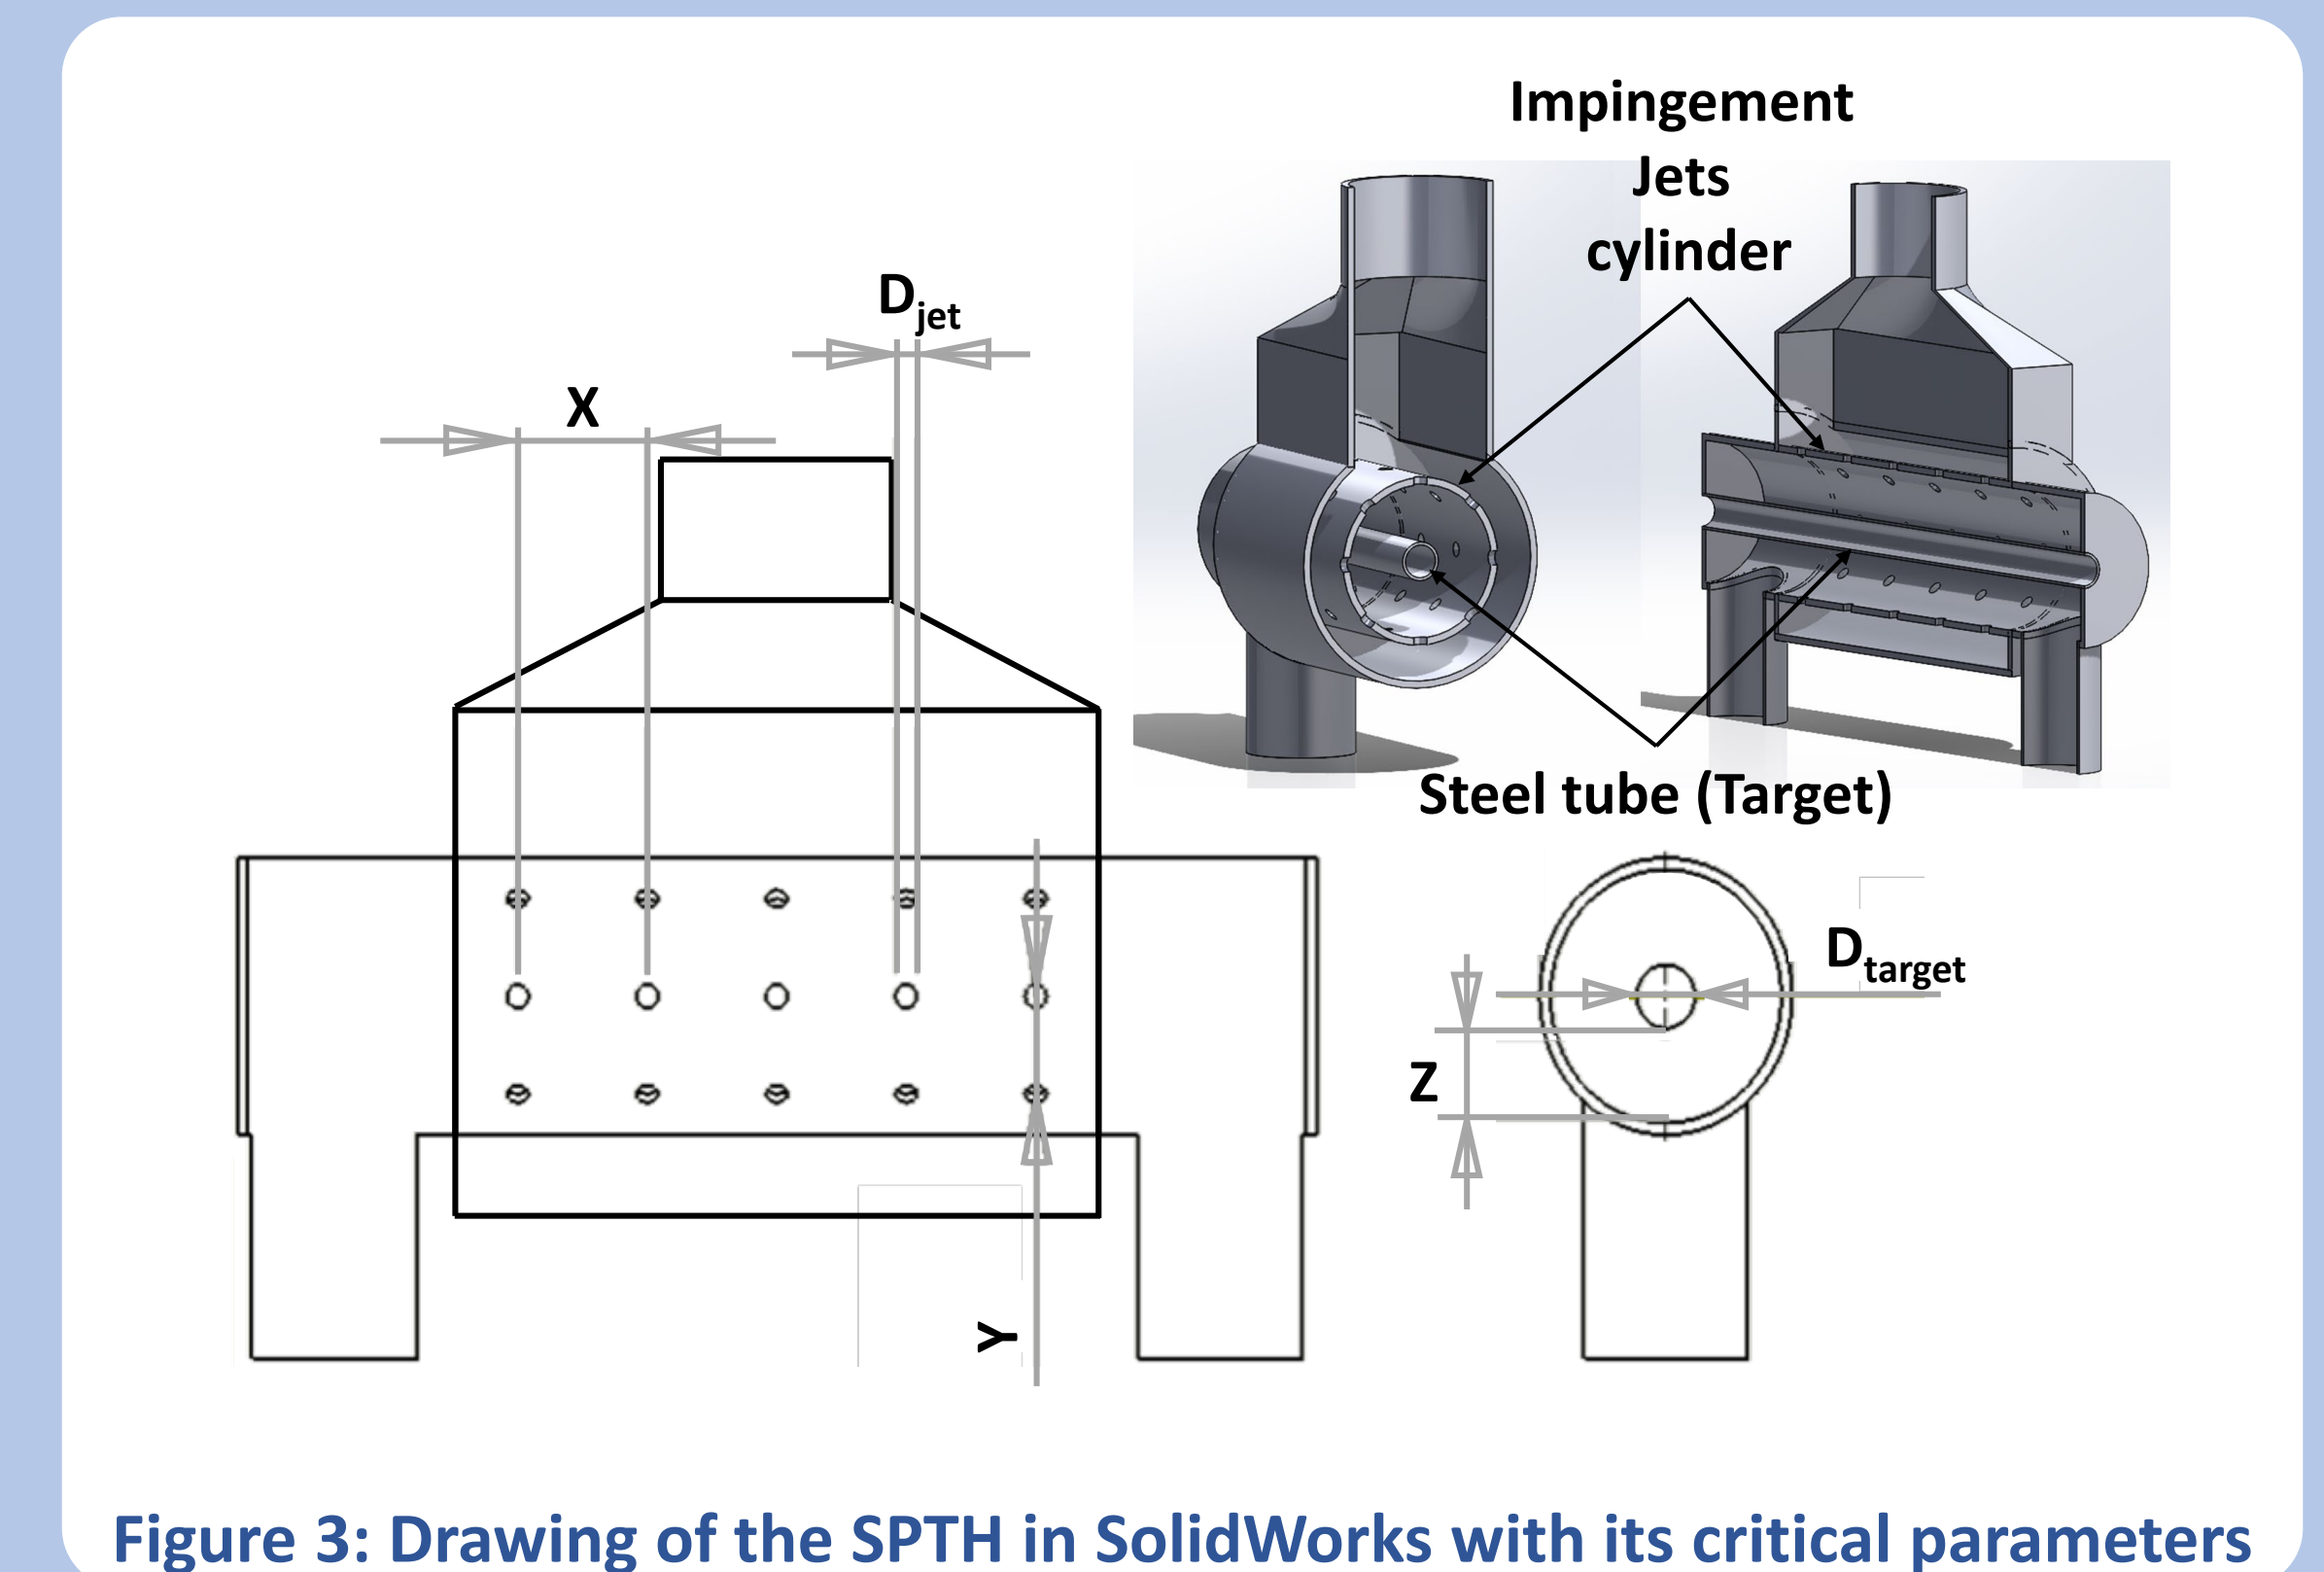 Impingement
Jets
cylinder
Djet
X
Steel tube (Target)
Dtarget
Z
Y
Figure 3: Drawing of the SPTH in SolidWorks with its critical parameters